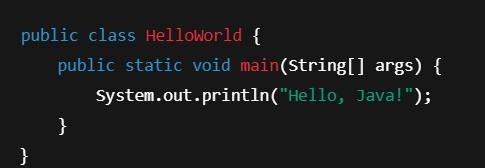 public class HelloWorld {
    public static void main(String[] args) {
        System.out.println("Hello, Java!");
    }
}